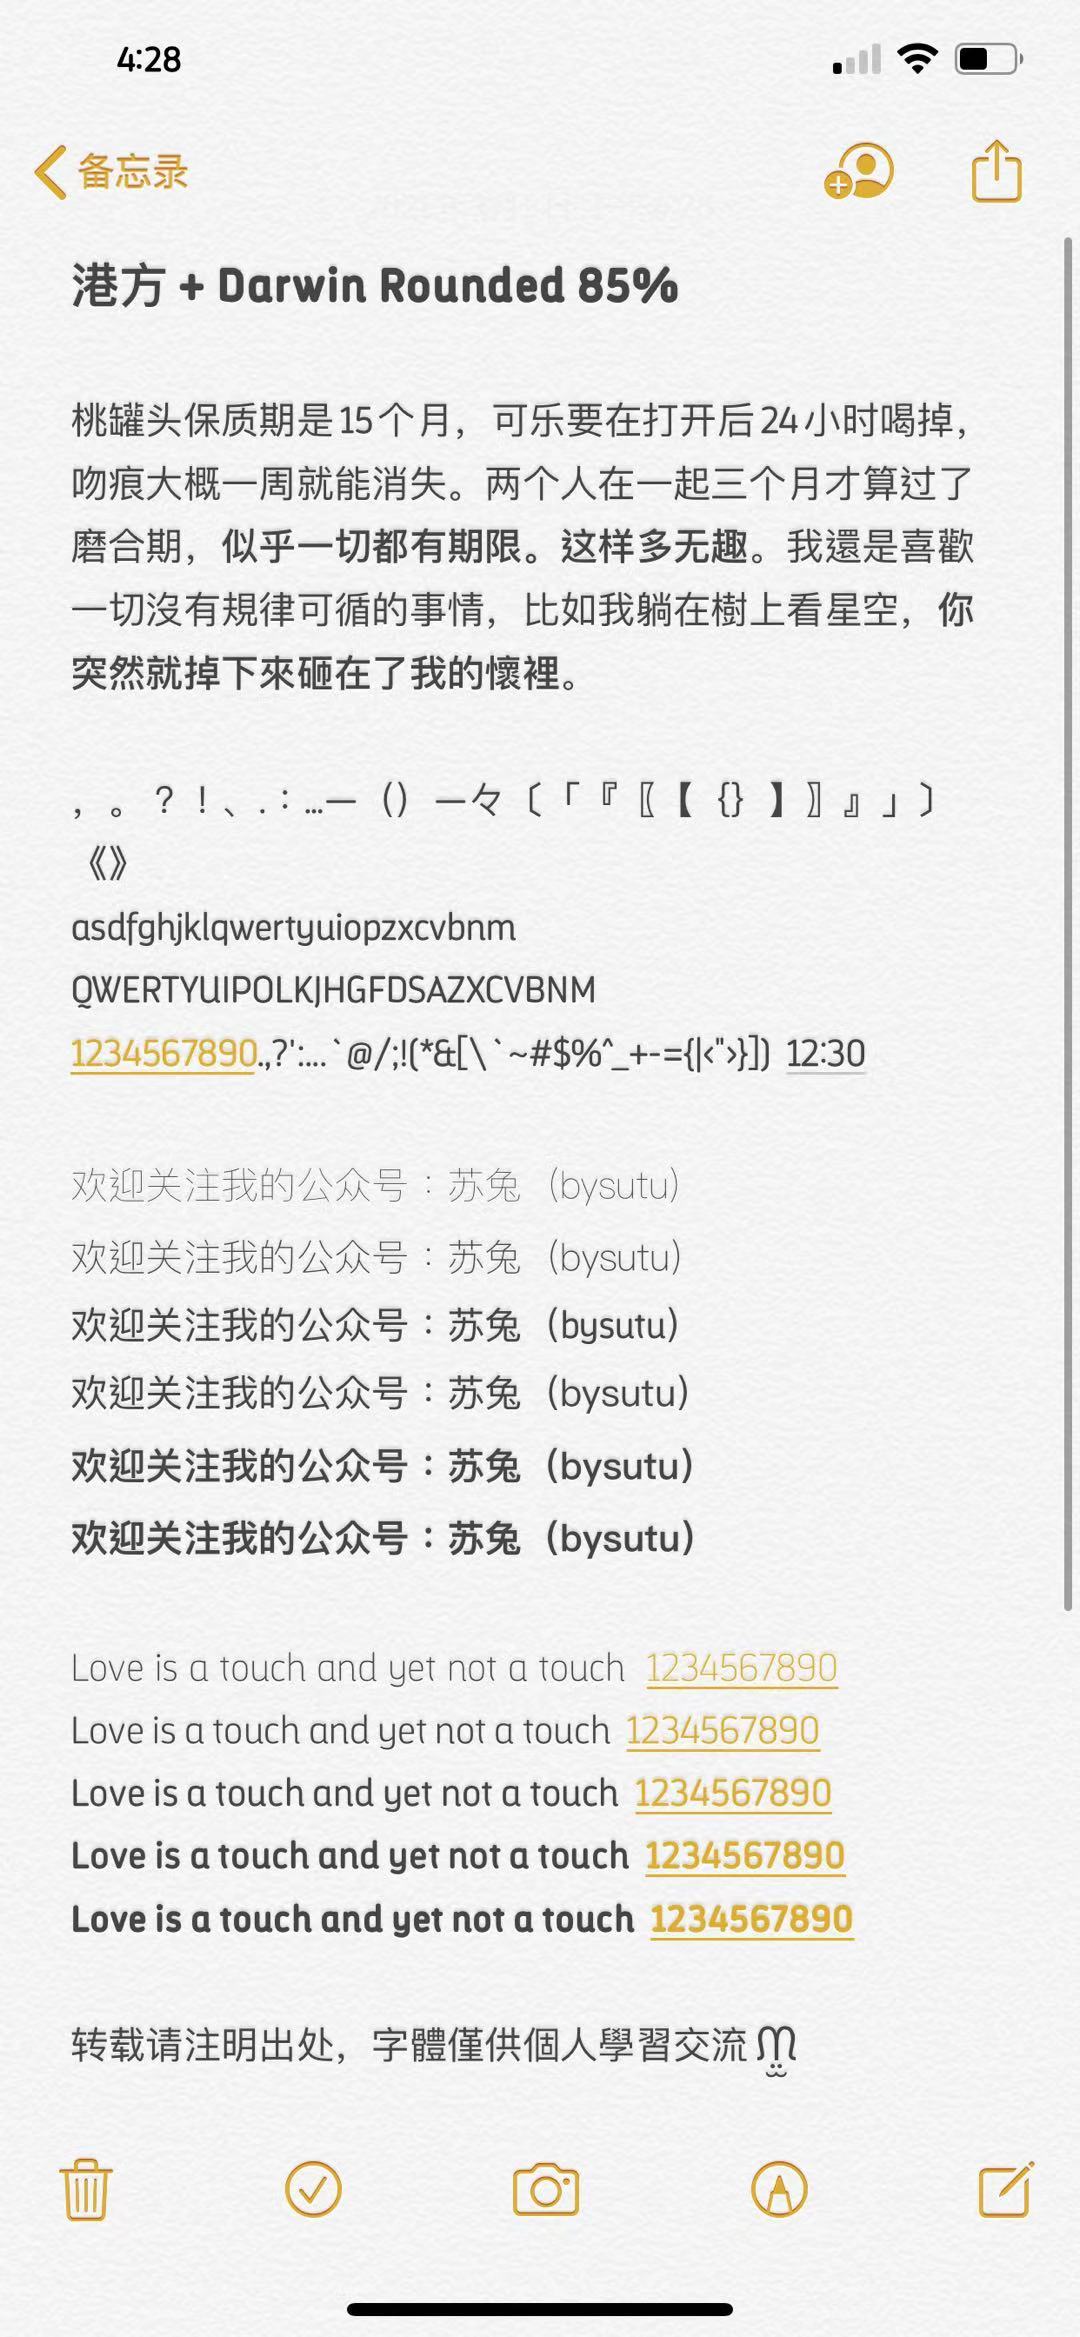 4:28
备忘录
港方 + Darwin Rounded 85%
桃罐头保质期是15个月，可乐要在打开后24小时喝掉，
吻痕大概一周就能消失。两个人在一起三个月才算过了
磨合期，似乎一切都有期限。这样多无趣。我還是喜歡
一切沒有規律可循的事情，比如我躺在樹上看星空，你
突然就掉下來砸在了我的懷裡。
，。？！、.：…—（）—々〔「『〖【｛｝】〗』」〕
《》
asdfghjklqwertyuiopzxcvbnm
QWERTYUIPOLKJHGFDSAZXCVBNM
1234567890.,?':...`@/;!(*&[\`~#$%^_+-={|<">}]) 12:30
欢迎关注我的公众号：苏兔（bysutu）
欢迎关注我的公众号：苏兔（bysutu）
欢迎关注我的公众号：苏兔（bysutu）
欢迎关注我的公众号：苏兔（bysutu）
欢迎关注我的公众号：苏兔（bysutu）
欢迎关注我的公众号：苏兔（bysutu）
Love is a touch and yet not a touch 1234567890
Love is a touch and yet not a touch 1234567890
Love is a touch and yet not a touch 1234567890
Love is a touch and yet not a touch 1234567890
Love is a touch and yet not a touch 1234567890
转载请注明出处，字體僅供個人學習交流